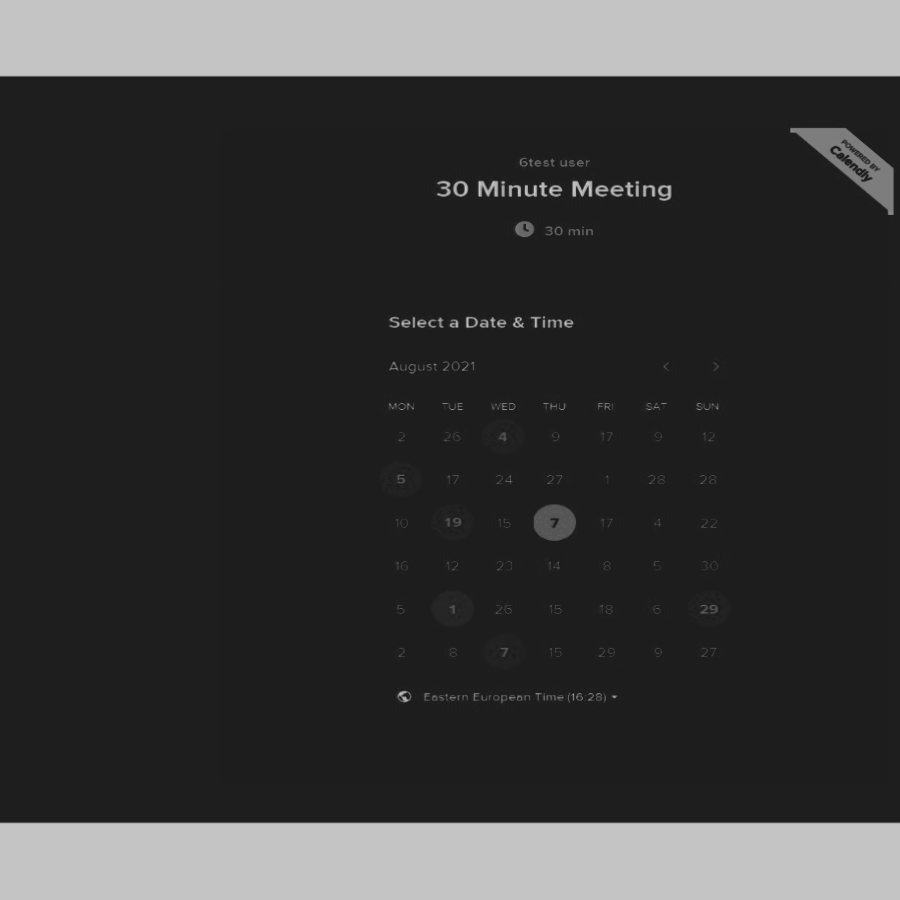 POWERED BY
Calendly
6test user
30 Minute Meeting
30 min
Select a Date & Time
August 2021
MON TUE WED THU FRI SAT SUN
2 26 4 9 17 9 12
5 17 24 27 1 28 28
10 19 15 7 17 4 22
16 12 23 14 8 5 30
5 1 26 15 18 6 29
2 8 7 15 29 9 27
Eastern European Time (16:28)